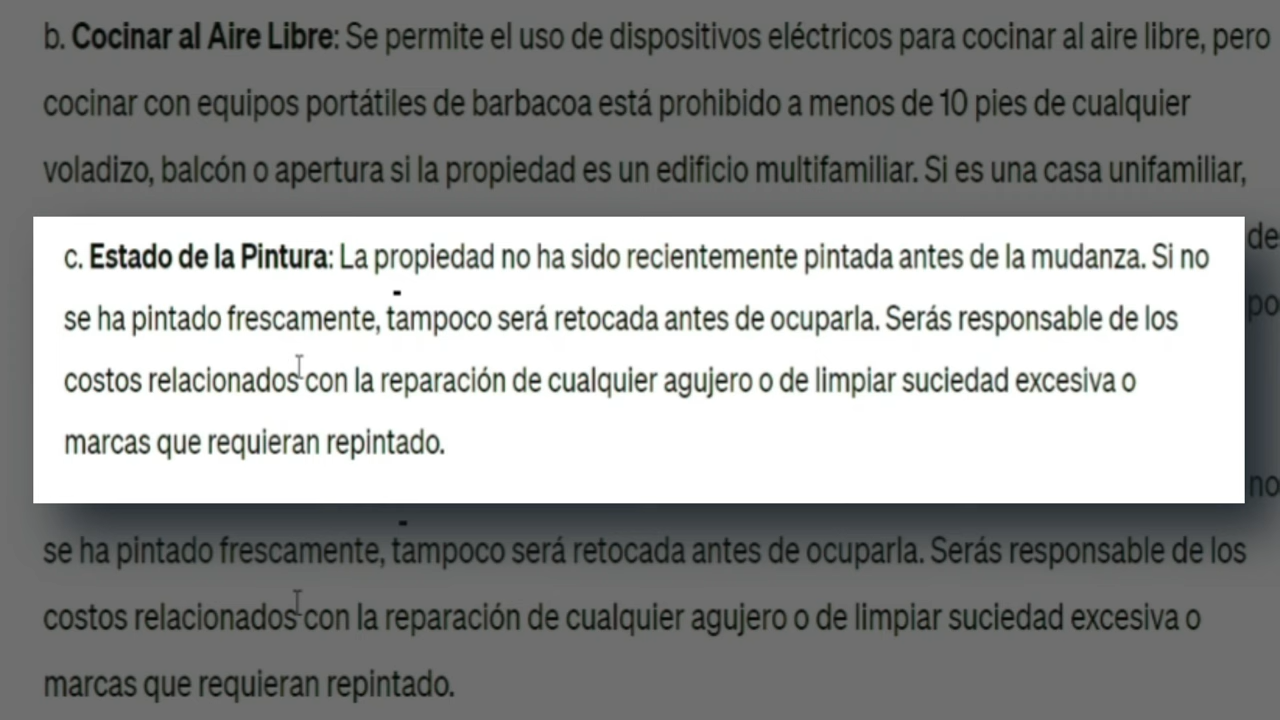 b. Cocinar al Aire Libre: Se permite el uso de dispositivos eléctricos para cocinar al aire libre, pero
cocinar con equipos portátiles de barbacoa está prohibido a menos de 10 pies de cualquier
voladizo, balcón o apertura si la propiedad es un edificio multifamiliar. Si es una casa unifamiliar,
c. Estado de la Pintura: La propiedad no ha sido recientemente pintada antes de la mudanza. Si no
se ha pintado frescamente, tampoco será retocada antes de ocuparla. Serás responsable de los
costos relacionados con la reparación de cualquier agujero o de limpiar suciedad excesiva o
marcas que requieran repintado.
de
po
no
se ha pintado frescamente, tampoco será retocada antes de ocuparla. Serás responsable de los
costos relacionados con la reparación de cualquier agujero o de limpiar suciedad excesiva o
marcas que requieran repintado.